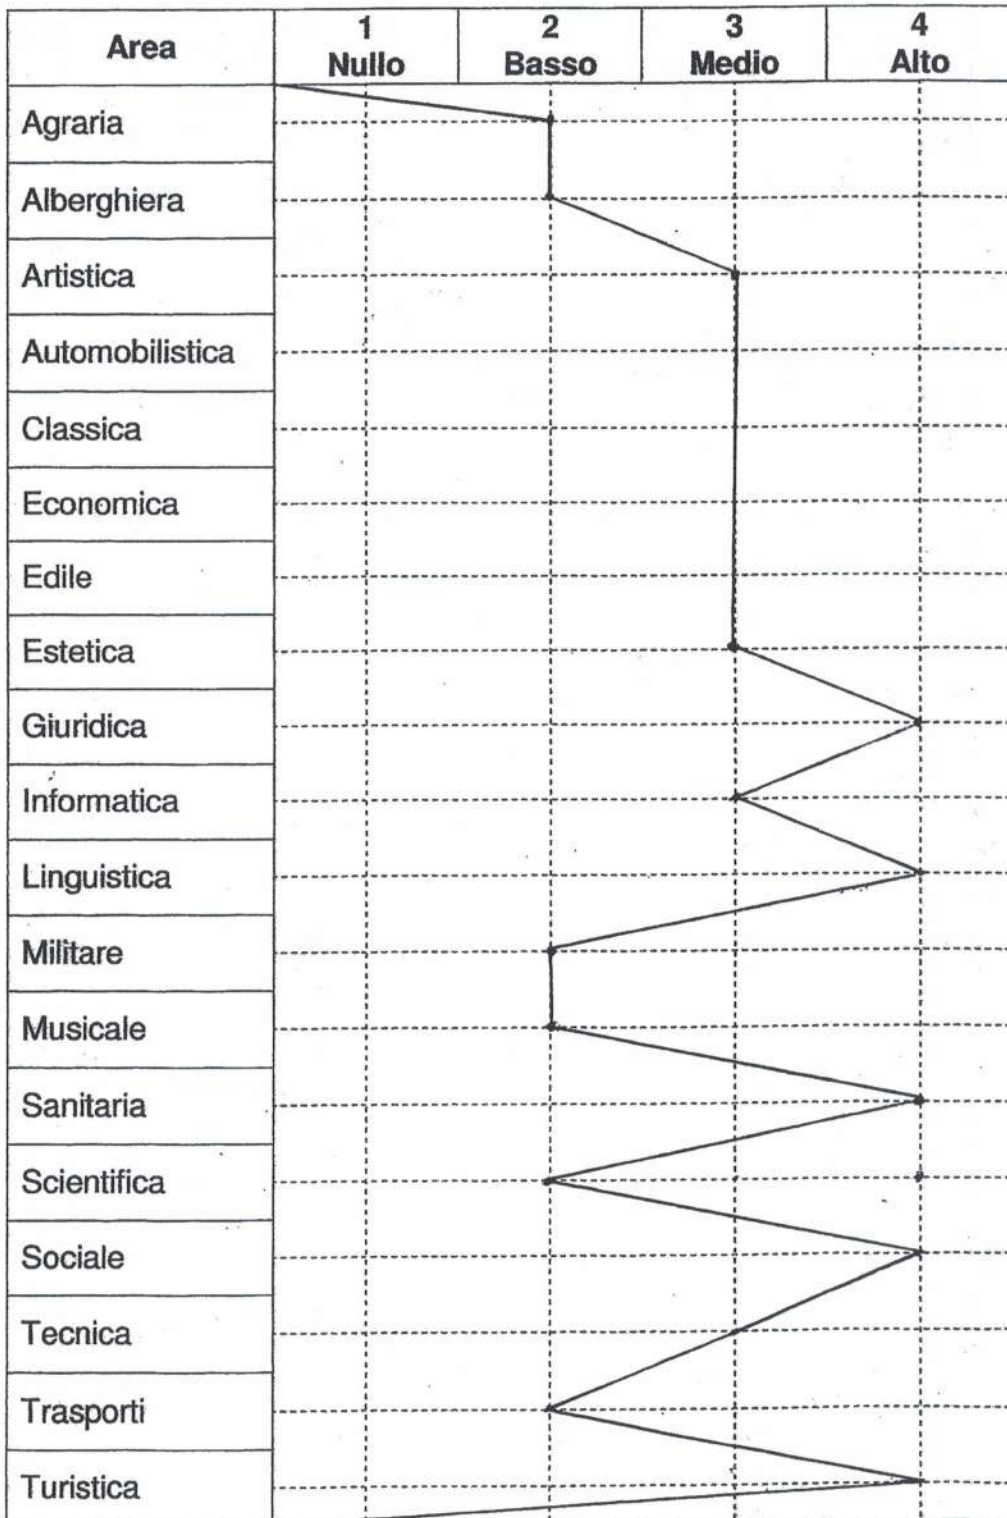 Area
1
Nullo
2
Basso
3
Medio
4
Alto
Agraria
Alberghiera
Artistica
Automobilistica
Classica
Economica
Edile
Estetica
Giuridica
Informatica
Linguistica
Militare
Musicale
Sanitaria
Scientifica
Sociale
Tecnica
Trasporti
Turistica